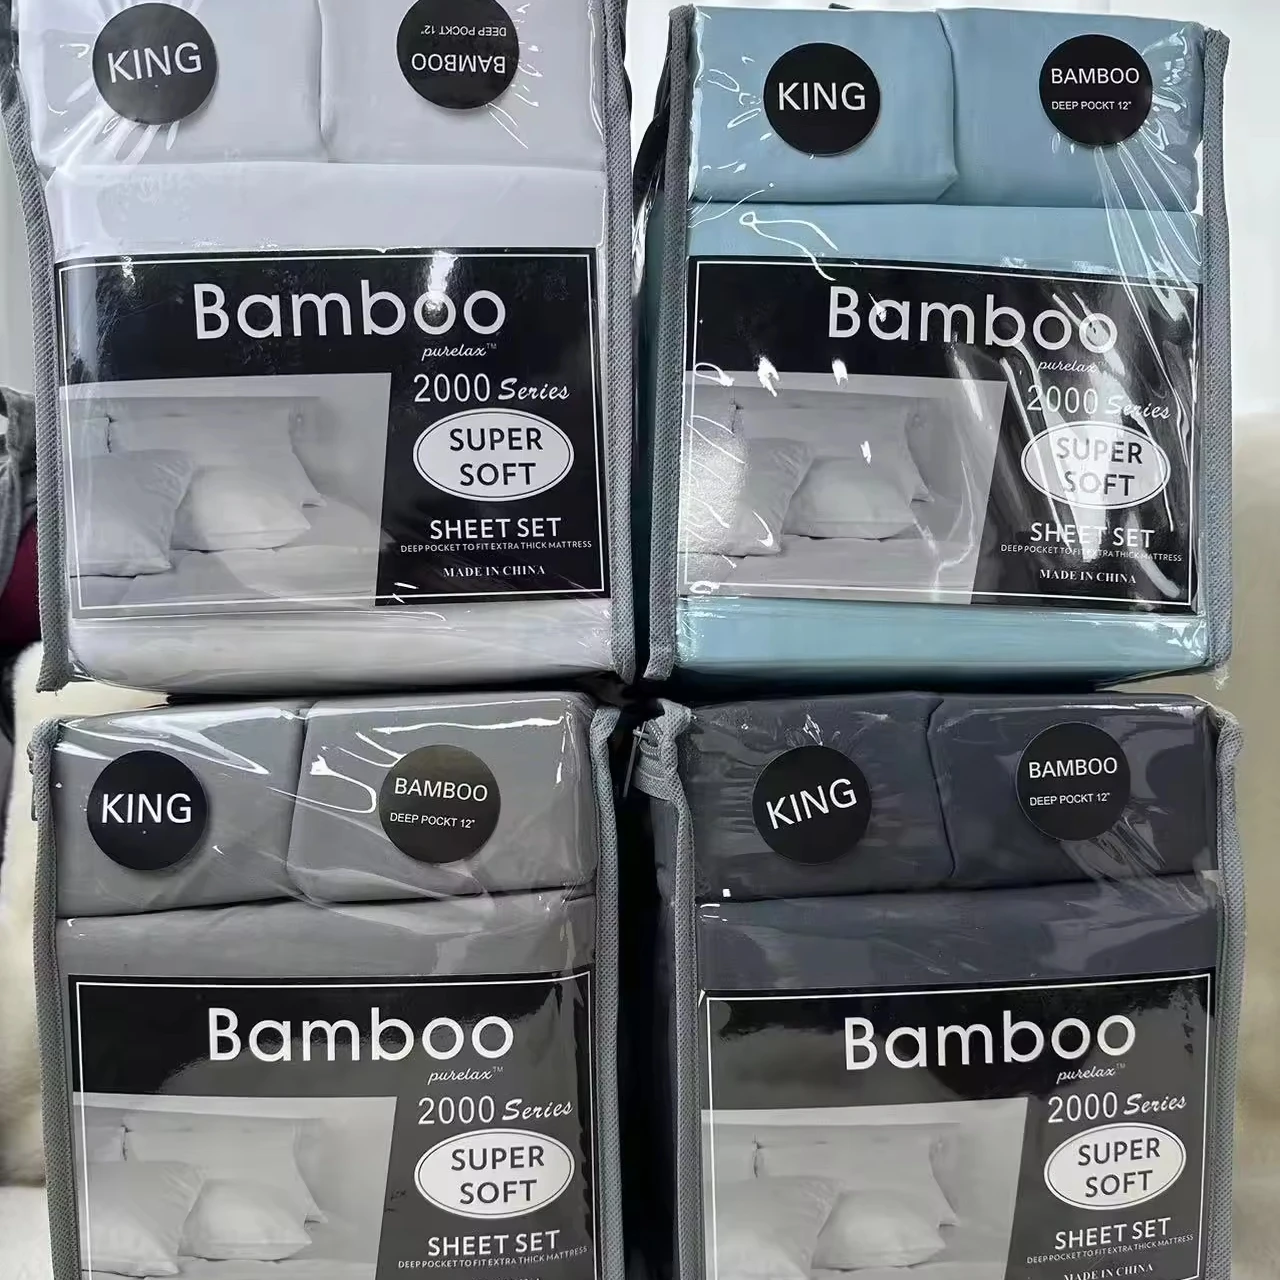 KING
BAMBOO
DEEP POCKT 12"
Bamboo
purelax™
2000 Series
SUPER
SOFT
SHEET SET
DEEP POCKET TO FIT EXTRA THICK MATTRESS
MADE IN CHINA
KING
BAMBOO
DEEP POCKT 12"
Bamboo
purelax
2000 Series
SUPER
SOFT
SHEET SET
DEEP POCKET TO FIT EXTRA THICK MATTRESS
MADE IN CHINA
KING
BAMBOO
DEEP POCKT 12"
Bamboo
purelax™
2000 Series
SUPER
SOFT
SHEET SET
DEEP POCKET TO FIT EXTRA THICK MATTRESS
MADE IN CHINA
KING
BAMBOO
DEEP POCKT 12"
Bamboo
purelax™
2000 Series
SUPER
SOFT
SHEET SET
DEEP POCKET TO FIT EXTRA THICK MATTRESS
MADE IN CHINA